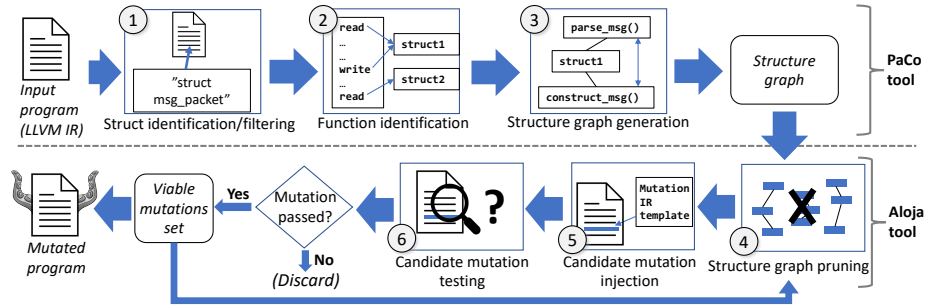 1
2
3
read
…
…
write
…
read
struct1
struct2
parse_msg()
struct1
construct_msg()
"struct
msg_packet"
Structure
graph
PaCo
tool
Input
program
(LLVM IR)
Struct identification/filtering
Function identification
Structure graph generation
Mutated
program
Viable
mutations
set
Yes
Mutation
passed?
No
(Discard)
?
6
Candidate mutation
testing
Mutation
IR
template
5
Candidate mutation
injection
X
4
Structure graph pruning
Aloja
tool